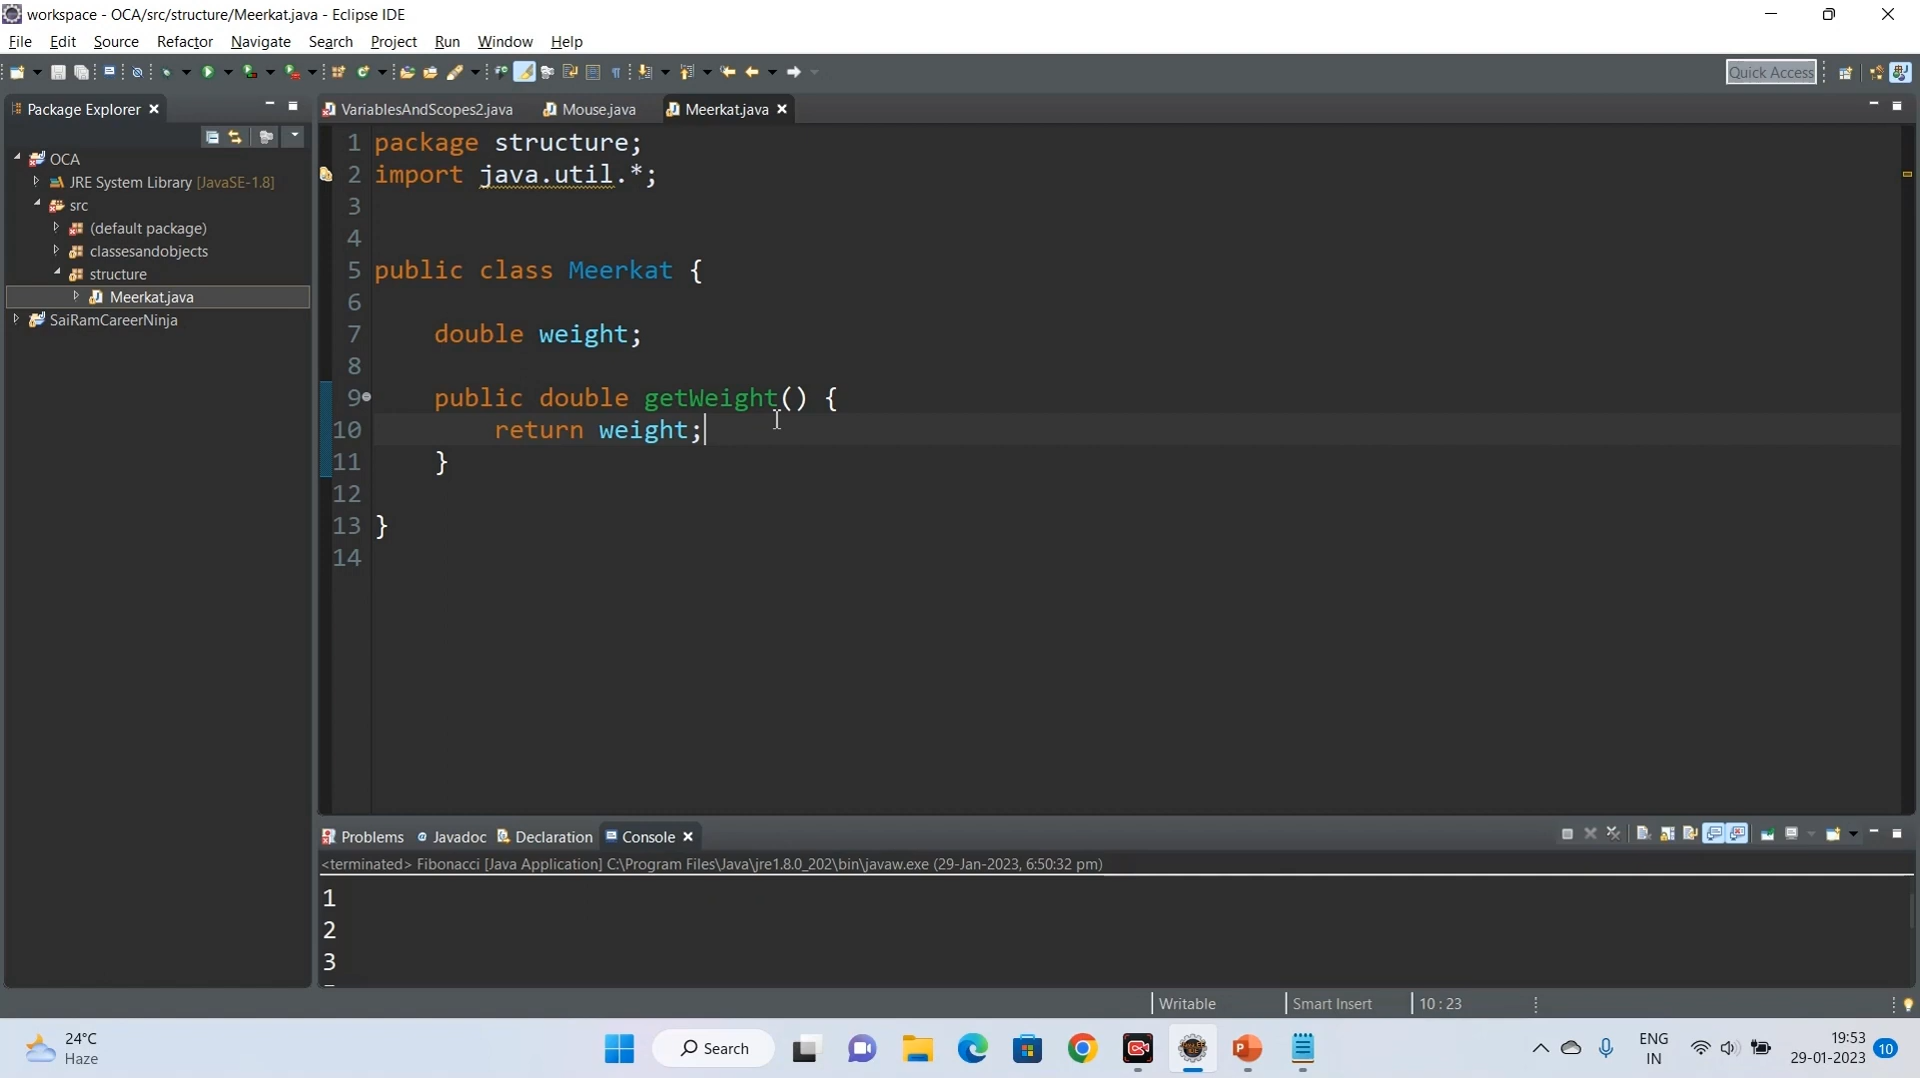 workspace - OCA/src/structure/Meerkat.java - Eclipse IDE
File Edit Source Refactor Navigate Search Project Run Window Help
Quick Access
Package Explorer
VariablesAndScopes2.java Mouse.java Meerkat.java
OCA
JRE System Library [JavaSE-1.8]
src
(default package)
classesandobjects
structure
Meerkat.java
SaiRamCareerNinja
1 package structure;
2 import java.util.*;
3
4
5 public class Meerkat {
6
7 double weight;
8
9 public double getWeight() {
10 return weight;
11 }
12
13 }
14
Problems Javadoc Declaration Console
<terminated> Fibonacci [Java Application] C:\Program Files\Java\jre1.8.0_202\bin\javaw.exe (29-Jan-2023, 6:50:32 pm)
1
2
3
Writable Smart Insert 10 : 23
24°C
Haze
Search
ENG
IN
19:53
29-01-2023
10